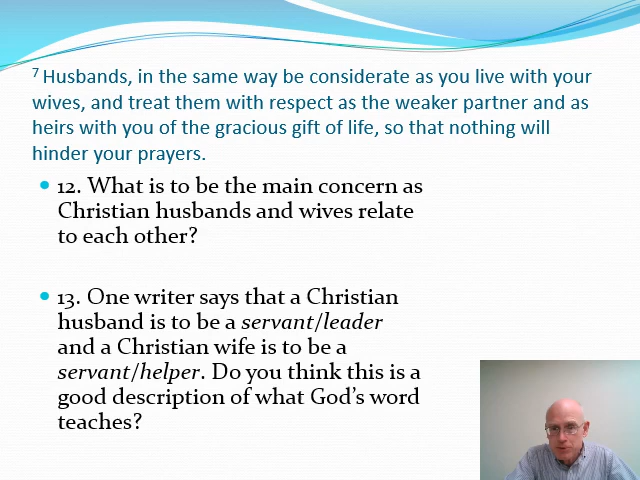 7 Husbands, in the same way be considerate as you live with your
wives, and treat them with respect as the weaker partner and as
heirs with you of the gracious gift of life, so that nothing will
hinder your prayers.
• 12. What is to be the main concern as
Christian husbands and wives relate
to each other?
• 13. One writer says that a Christian
husband is to be a servant/leader
and a Christian wife is to be a
servant/helper. Do you think this is a
good description of what God’s word
teaches?